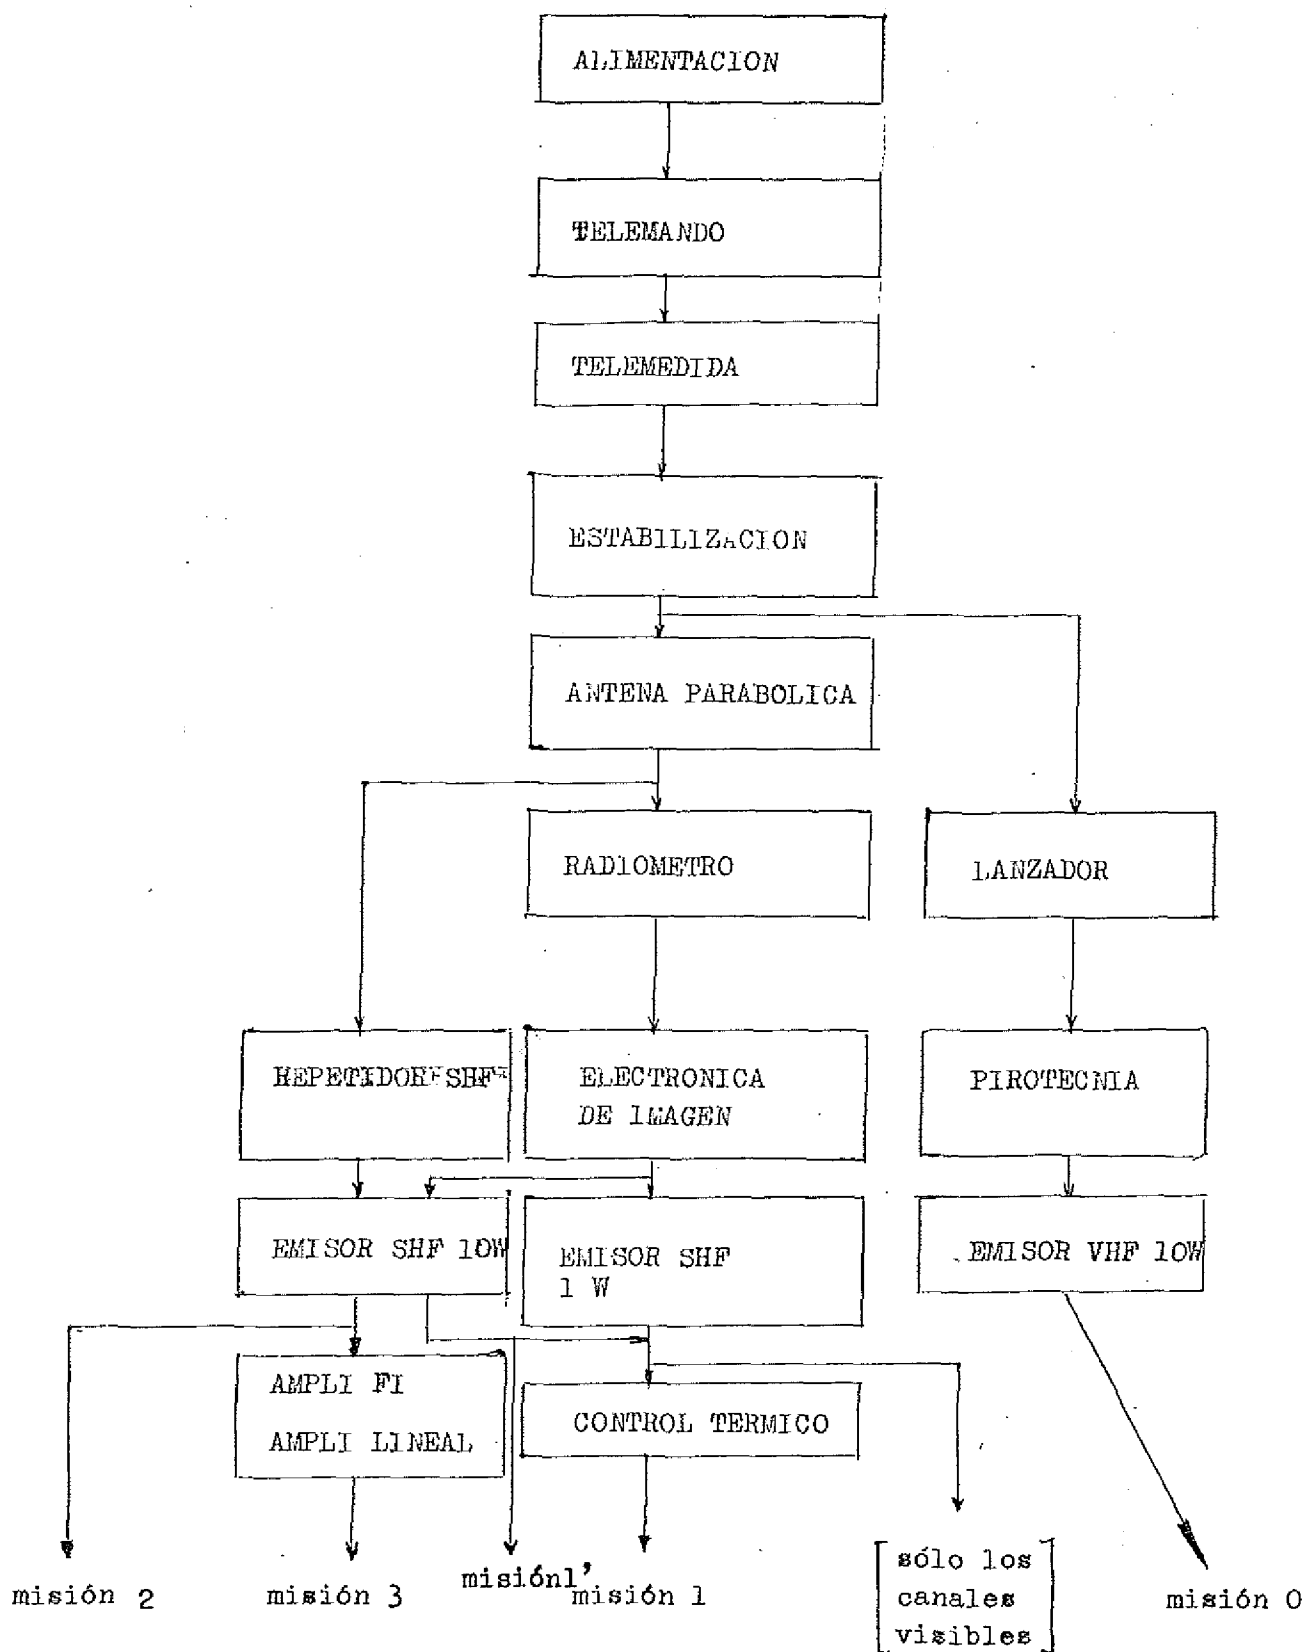 ALIMENTACION
TELEMANDO
TELEMEDIDA
ESTABILIZACION
ANTENA PARABOLICA
RADIOMETRO
LANZADOR
REPETIDOR SHF
ELECTRONICA
DE IMAGEN
PIROTECNIA
EMISOR SHF 10W
EMISOR SHF
1 W
EMISOR VHF 10W
AMPLI FI
AMPLI LINEAL
CONTROL TERMICO
misión 2
misión 3
misión1'
misión 1
sólo los
canales
visibles
misión 0